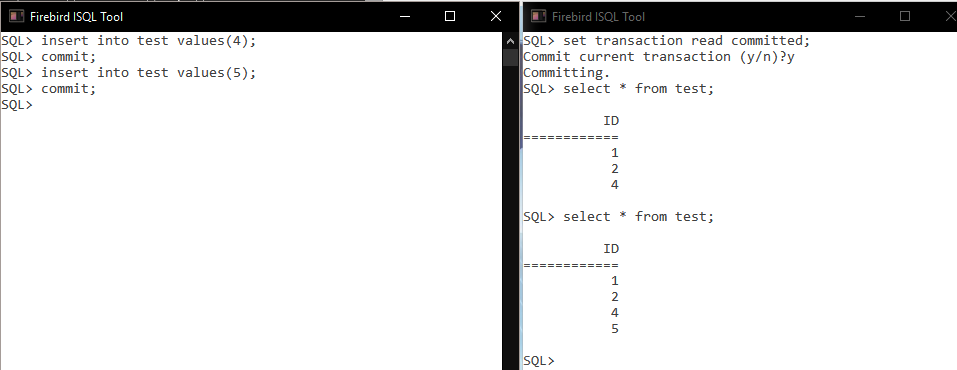 Firebird ISQL Tool
SQL> insert into test values(4);
SQL> commit;
SQL> insert into test values(5);
SQL> commit;
SQL>
Firebird ISQL Tool
SQL> set transaction read committed;
Commit current transaction (y/n)?y
Committing.
SQL> select * from test;
ID
============
1
2
4
SQL> select * from test;
ID
============
1
2
4
5
SQL>